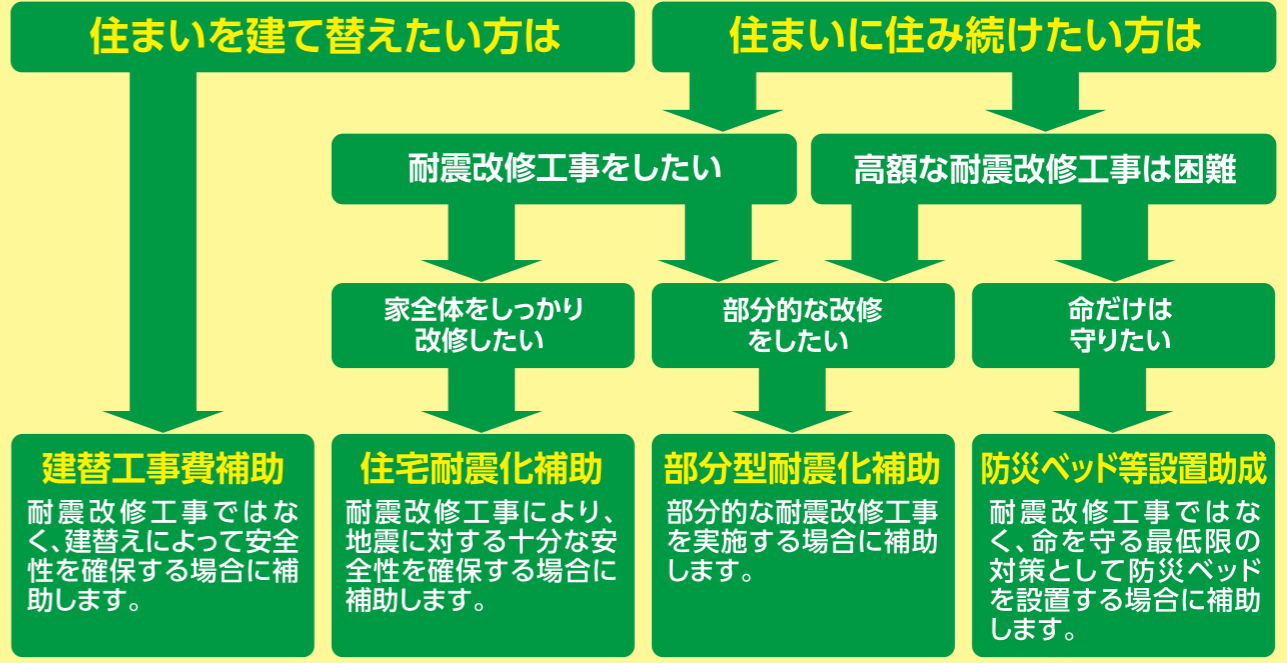 住まいを建て替えたい方は
住まいに住み続けたい方は
耐震改修工事をしたい
高額な耐震改修工事は困難
家全体をしっかり
改修したい
部分的な改修
をしたい
命だけは
守りたい
建替工事費補助
耐震改修工事ではな
く、建替えによって安全
性を確保する場合に補
助します。
住宅耐震化補助
耐震改修工事により、
地震に対する十分な安
全性を確保する場合に
補助します。
部分型耐震化補助
部分的な耐震改修工事
を実施する場合に補助
します。
防災ベッド等設置助成
耐震改修工事ではな
く、命を守る最低限の
対策として防災ベッド
を設置する場合に補助
します。